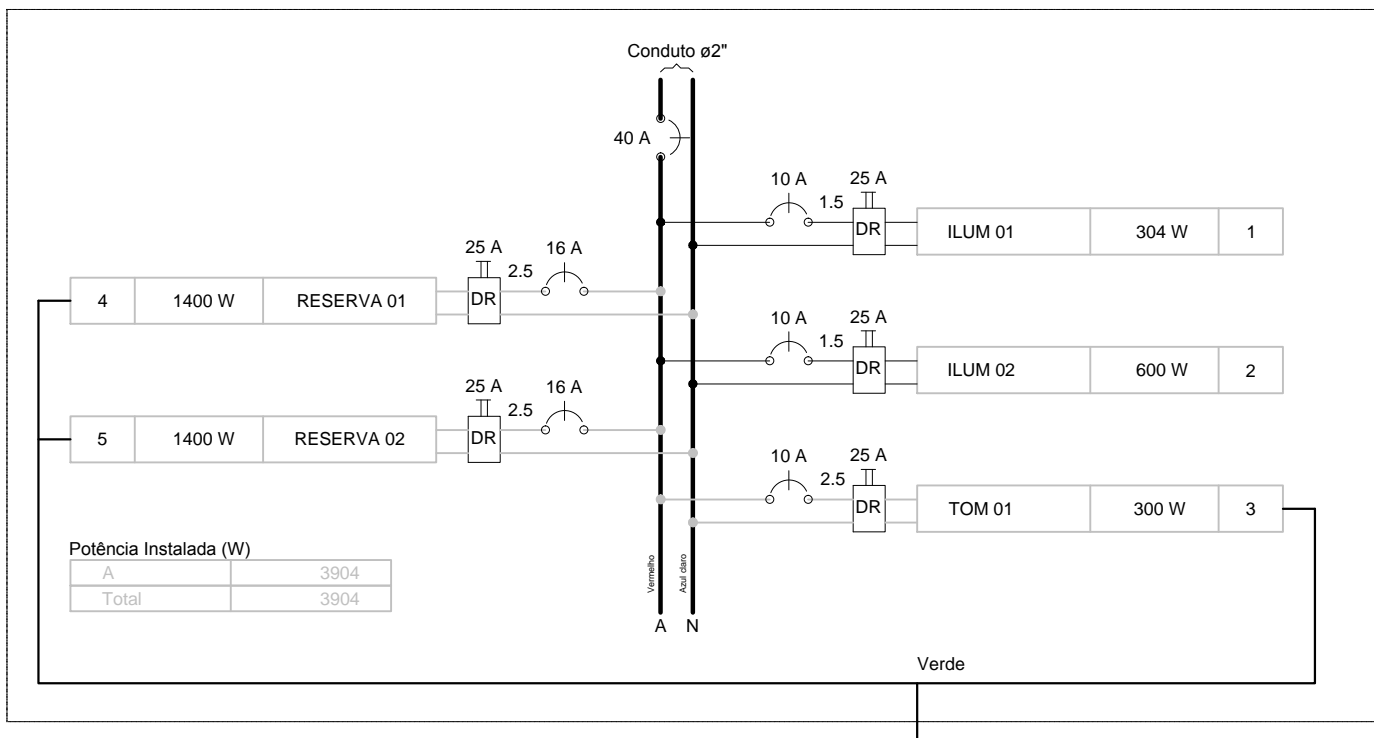 Conduto ø2"
40 A
10 A
25 A
1.5
DR
ILUM 01
304 W
1
25 A
16 A
2.5
4
1400 W
RESERVA 01
DR
10 A
25 A
1.5
DR
ILUM 02
600 W
2
25 A
16 A
2.5
5
1400 W
RESERVA 02
DR
10 A
25 A
2.5
DR
TOM 01
300 W
3
Potência Instalada (W)
A 3904
Total 3904
Vermelho
Azul claro
A N
Verde